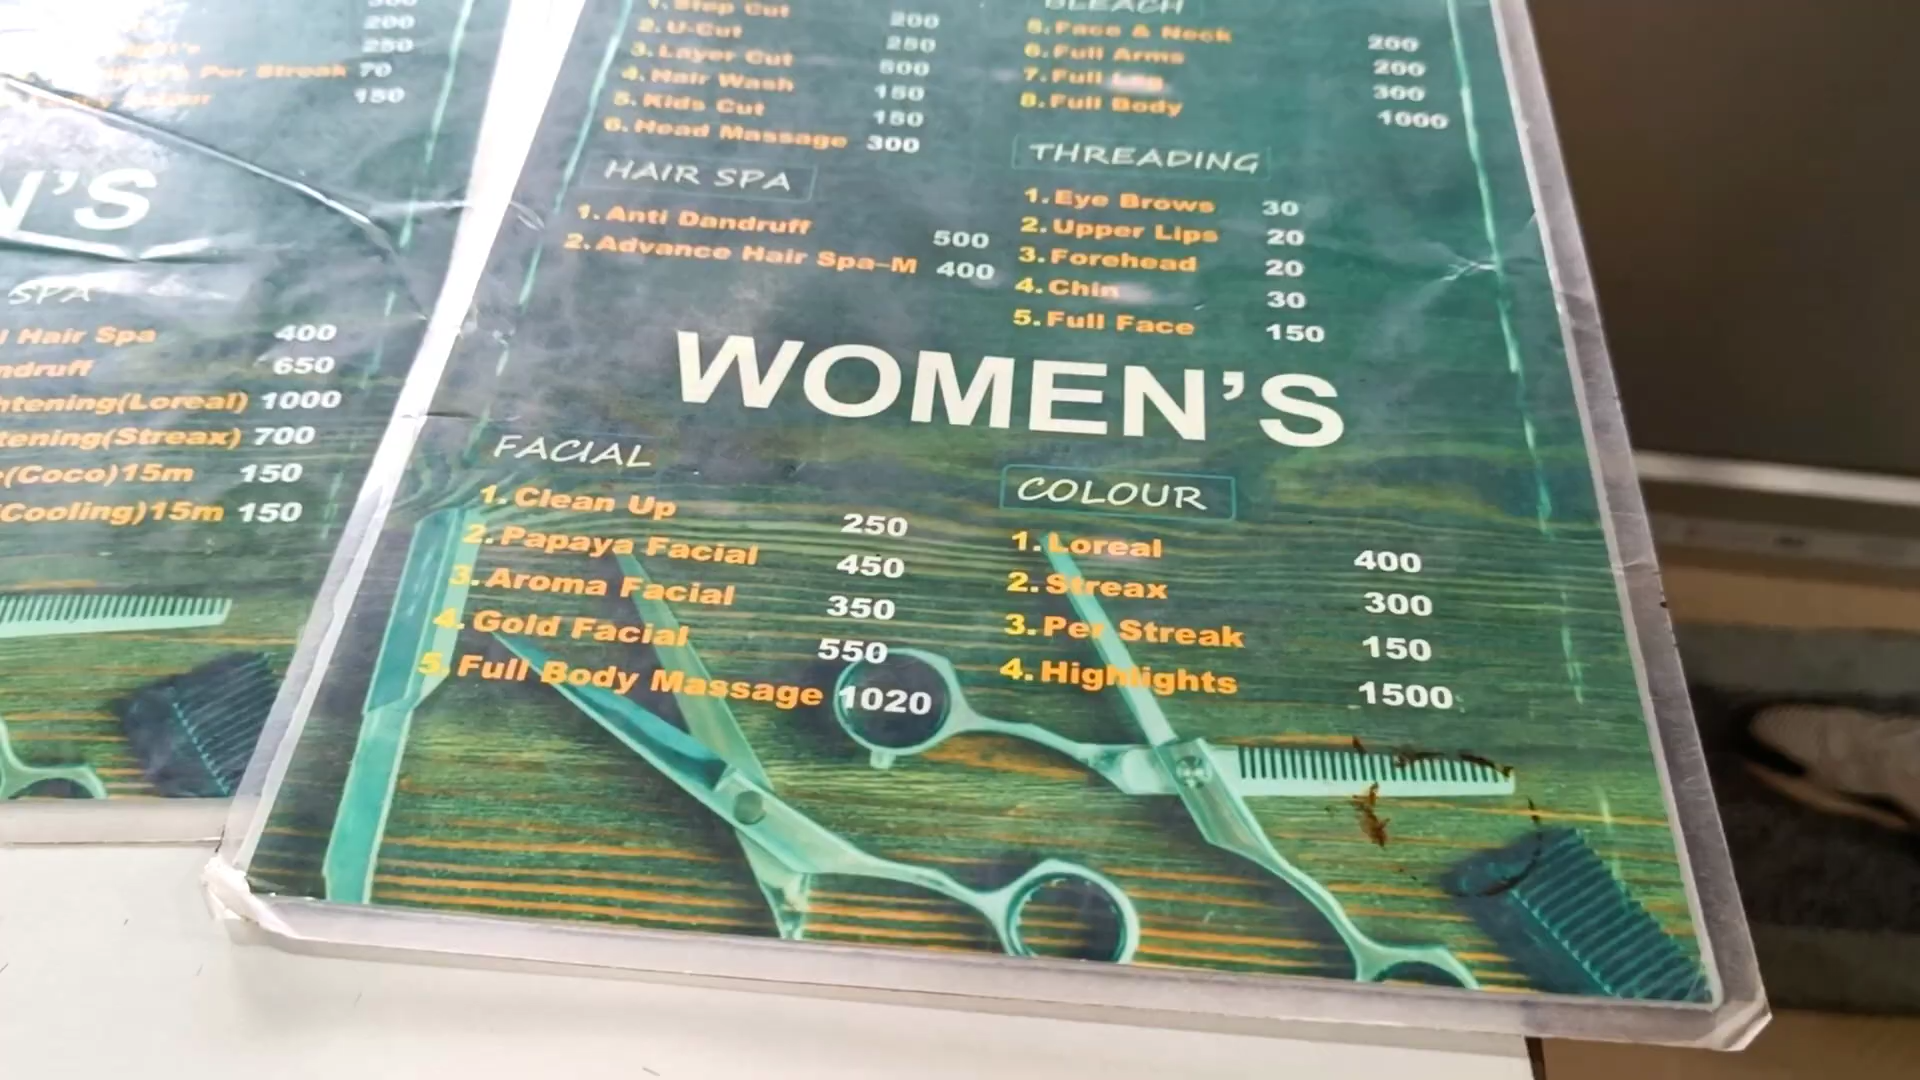 200
250
Per Streak 70
150
N'S
SPA
Hair Spa 400
ndruff 650
htening(Loreal) 1000
tening(Streax) 700
(Coco)15m 150
(Cooling)15m 150
1. Step Cut 200
2. U-Cut 250
3. Layer Cut 500
4. Hair Wash 150
5. Kids Cut 150
6. Head Massage 300
HAIR SPA
1. Anti Dandruff 500
2. Advance Hair Spa-M 400
BLEACH
5. Face & Neck 200
6. Full Arms 200
7. Full Leg 300
8. Full Body 1000
THREADING
1. Eye Brows 30
2. Upper Lips 20
3. Forehead 20
4. Chin 30
5. Full Face 150
WOMEN'S
FACIAL
1. Clean Up 250
2. Papaya Facial 450
3. Aroma Facial 350
4. Gold Facial 550
5. Full Body Massage 1020
COLOUR
1. Loreal 400
2. Streax 300
3. Per Streak 150
4. Highlights 1500